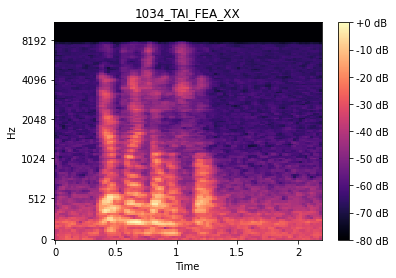 1034_TAI_FEA_XX
8192
4096
2048
1024
512
0
Hz
0
0.5
1
1.5
2
Time
+0 dB
-10 dB
-20 dB
-30 dB
-40 dB
-50 dB
-60 dB
-70 dB
-80 dB